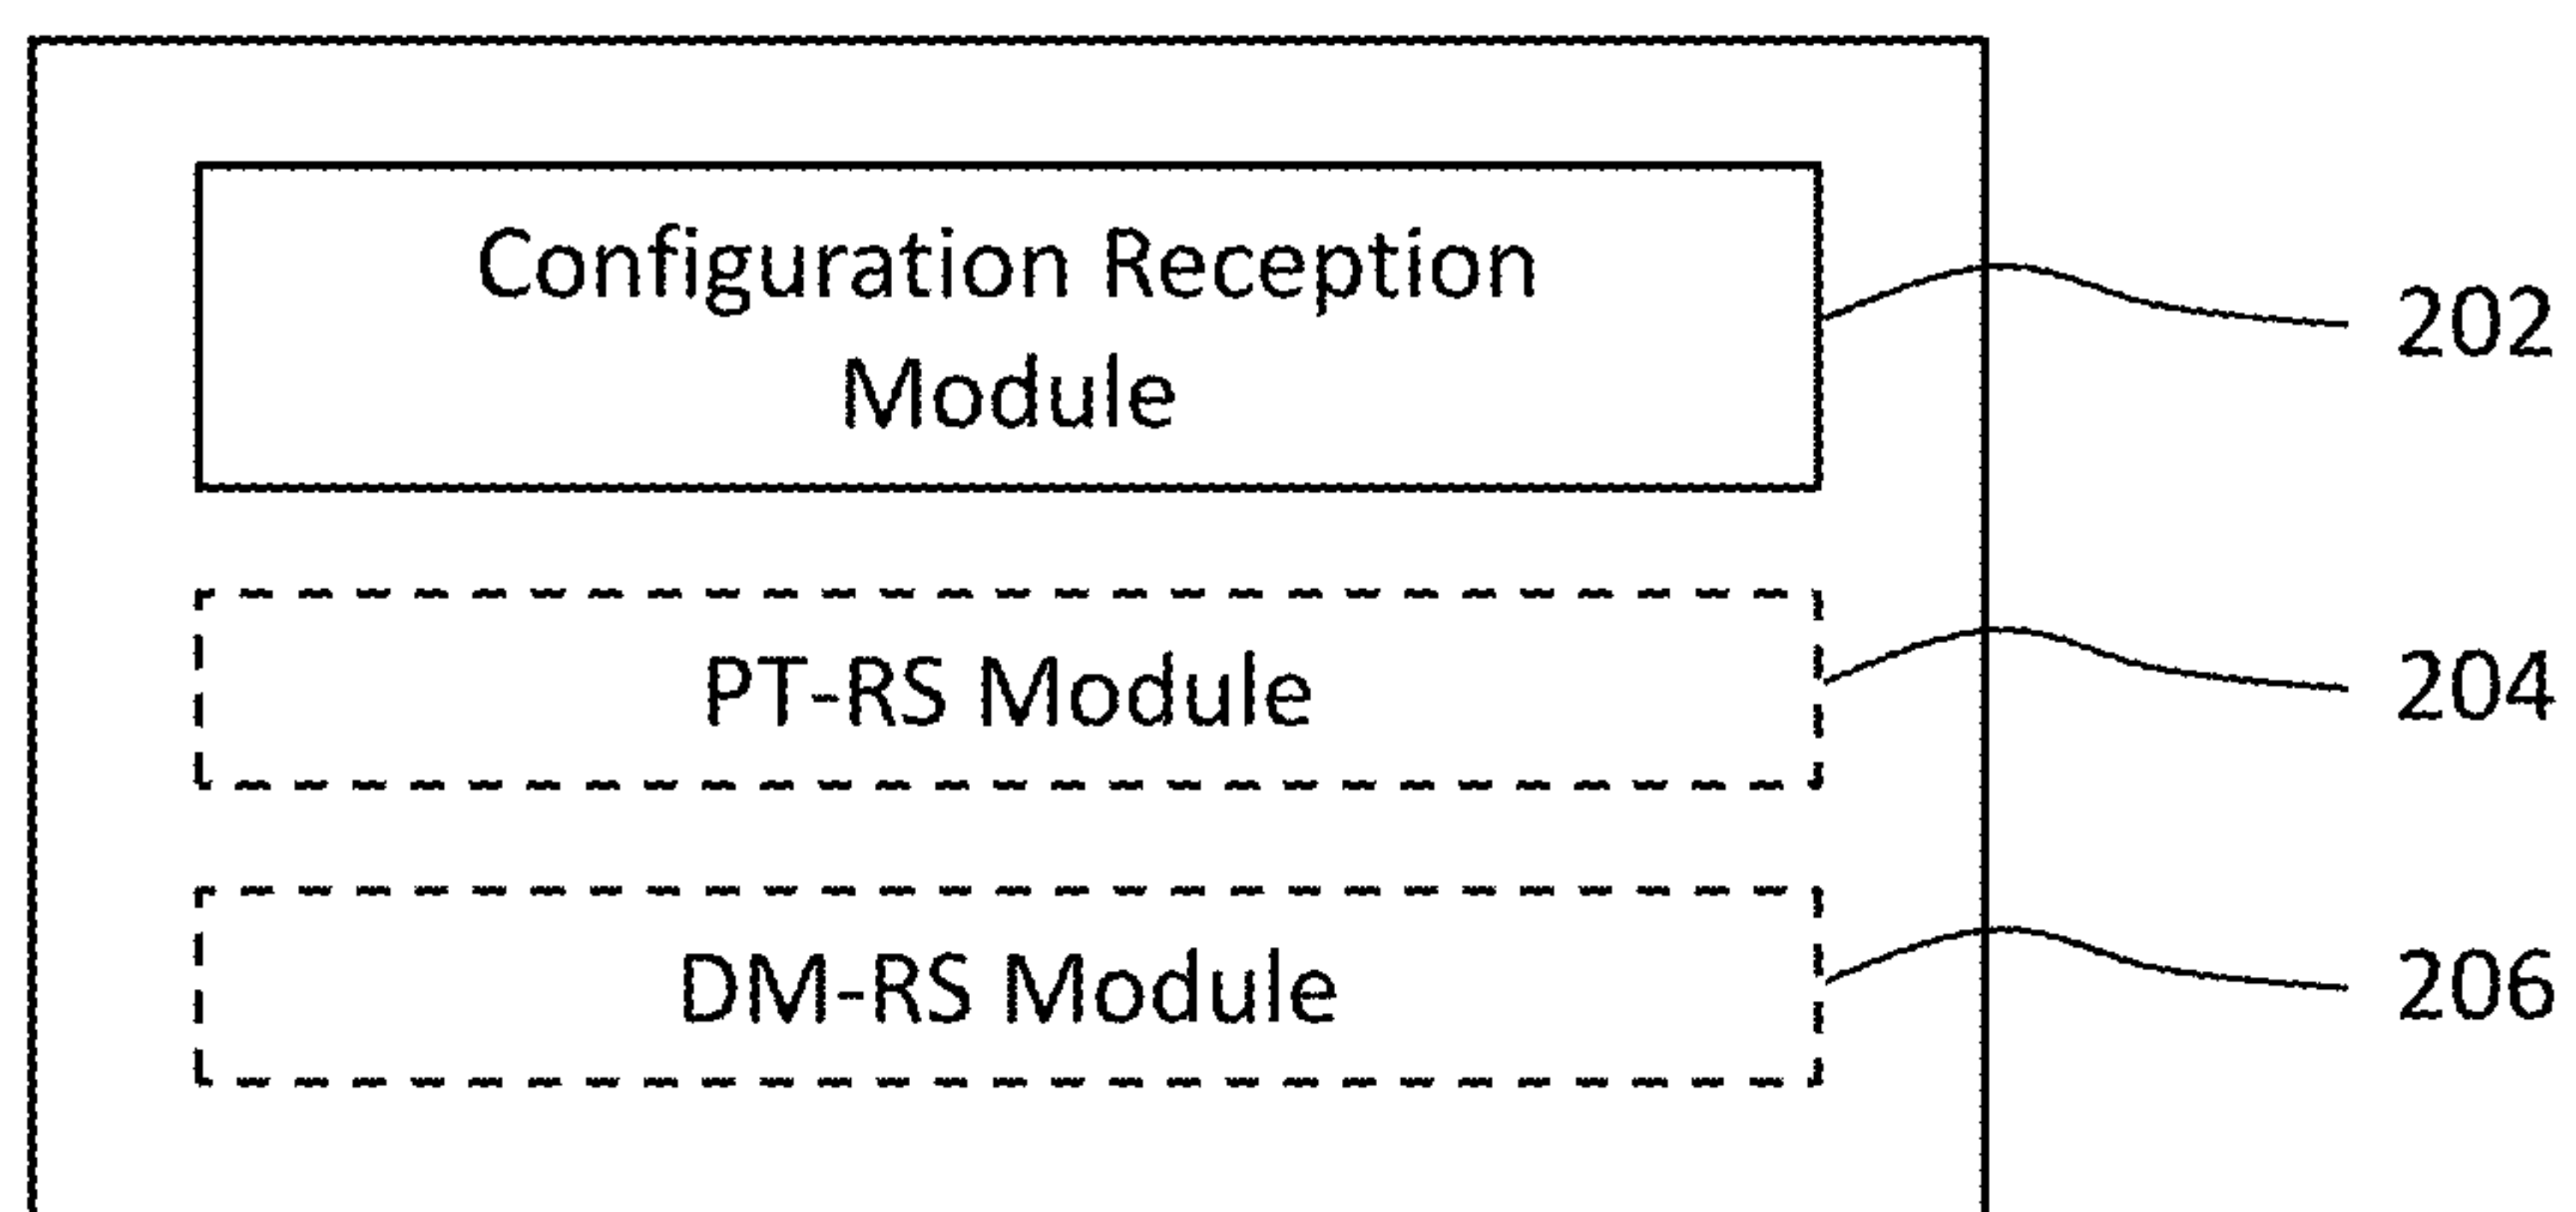 Configuration Reception
Module
202
PT-RS Module
204
DM-RS Module
206